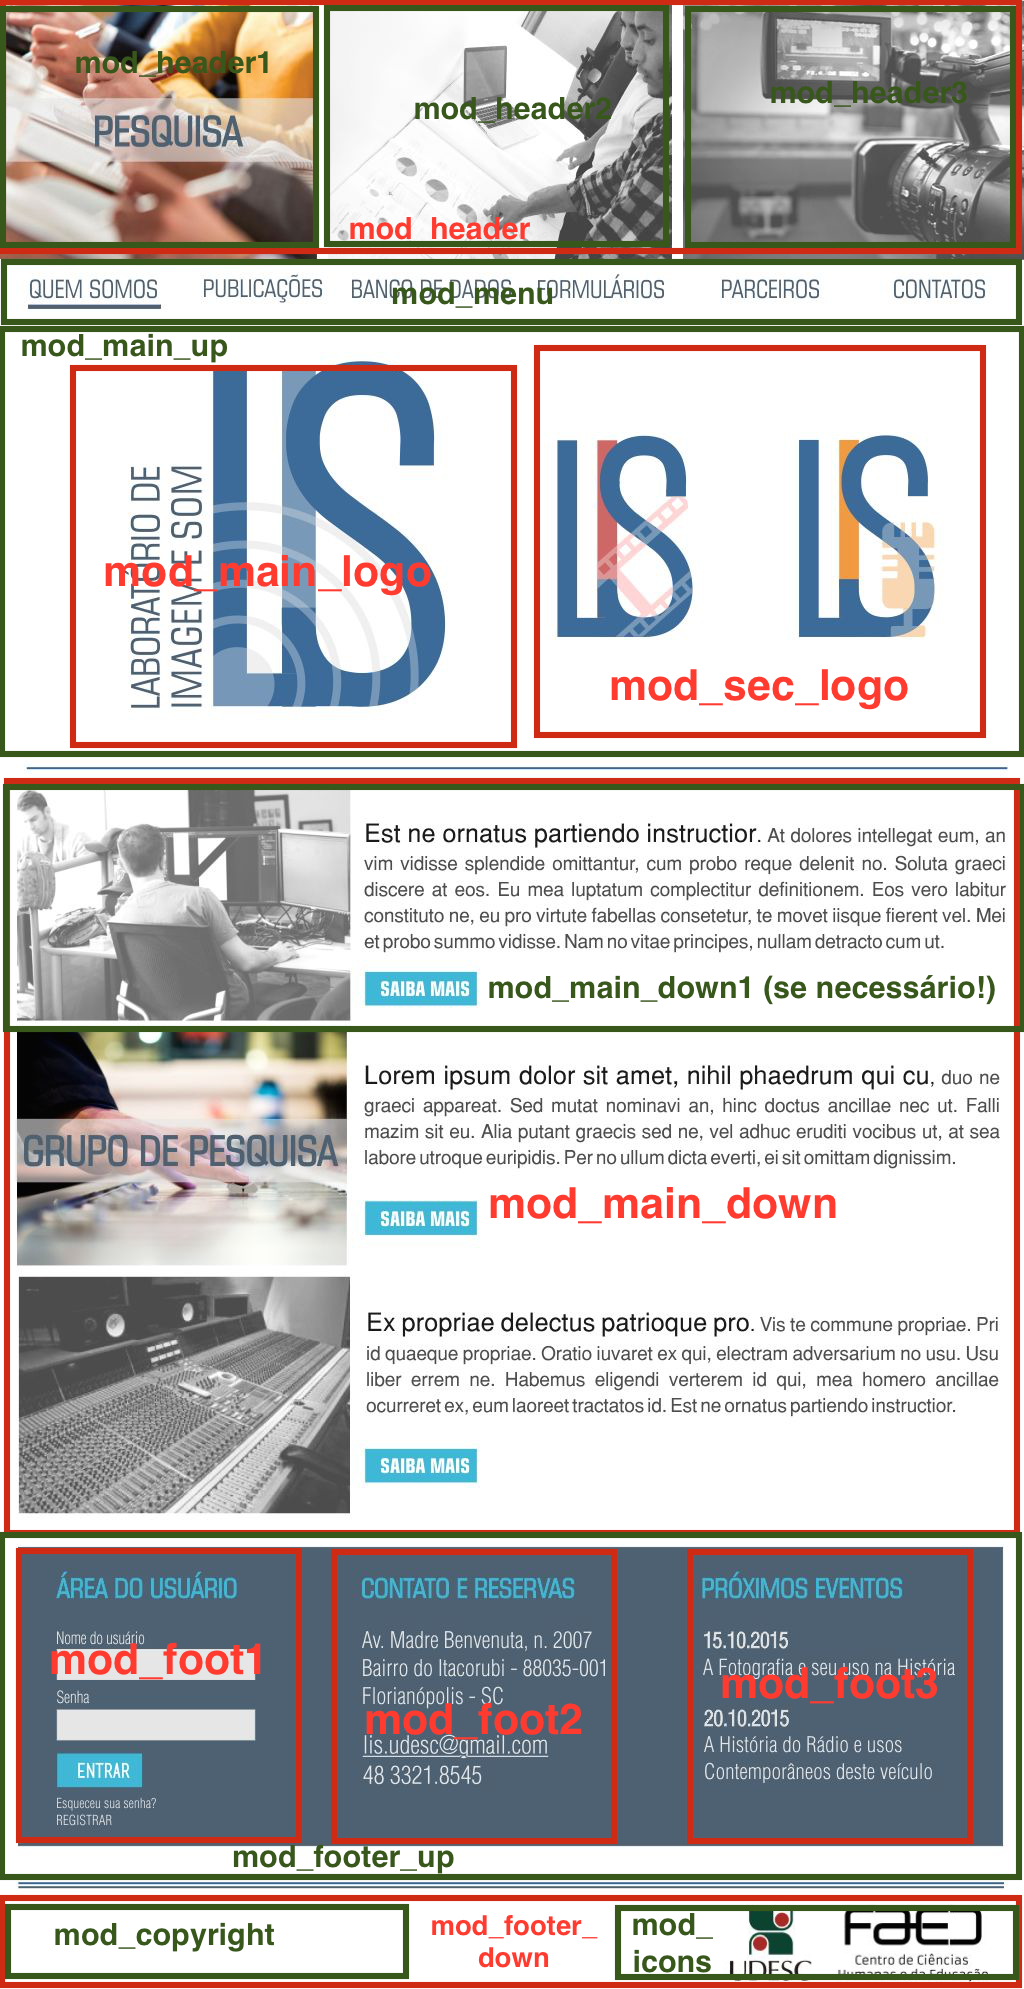 mod_header1
PESQUISA
mod_header2
mod_header3
mod_header
QUEM SOMOS
PUBLICAÇÕES
BANCO DE DADOS
mod_menu
FORMULÁRIOS
PARCEIROS
CONTATOS
mod_main_up
LABORATÓRIO DE
IMAGEM E SOM
LIS
mod_main_logo
LIS
LIS
mod_sec_logo
Est ne ornatus partiendo instructior. At dolores intellegat eum, an
vim vidisse splendide omittantur, cum probo reque delenit no. Soluta graeci
discere at eos. Eu mea luptatum complectitur definitionem. Eos vero labitur
constituto ne, eu pro virtute fabellas consetetur, te movet iisque fierent vel. Mei
et probo summo vidisse. Nam no vitae principes, nullam detracto cum ut.
SAIBA MAIS
mod_main_down1 (se necessário!)
GRUPO DE PESQUISA
Lorem ipsum dolor sit amet, nihil phaedrum qui cu, duo ne
graeci appareat. Sed mutat nominavi an, hinc doctus ancillae nec ut. Falli
mazim sit eu. Alia putant graecis sed ne, vel adhuc eruditi vocibus ut, at sea
labore utroque euripidis. Per no ullum dicta everti, ei sit omittam dignissim.
SAIBA MAIS
mod_main_down
Ex propriae delectus patrioque pro. Vis te commune propriae. Pri
id quaeque propriae. Oratio iuvaret ex qui, electram adversarium no usu. Usu
liber errem ne. Habemus eligendi verterem id qui, mea homero ancillae
ocurreret ex, eum laoreet tractatos id. Est ne ornatus partiendo instructior.
SAIBA MAIS
ÁREA DO USUÁRIO
Nome do usuário
mod_foot1
Senha
ENTRAR
Esqueceu sua senha?
REGISTRAR
CONTATO E RESERVAS
Av. Madre Benvenuta, n. 2007
Bairro do Itacorubi - 88035-001
Florianópolis - SC
mod_foot2
lis.udesc@gmail.com
48 3321.8545
PRÓXIMOS EVENTOS
15.10.2015
A Fotografia e seu uso na História
mod_foot3
20.10.2015
A História do Rádio e usos
Contemporâneos deste veículo
mod_footer_up
mod_copyright
mod_footer_
down
mod_
icons
UDESC
FAED
Centro de Ciências
Humanas e da Educação